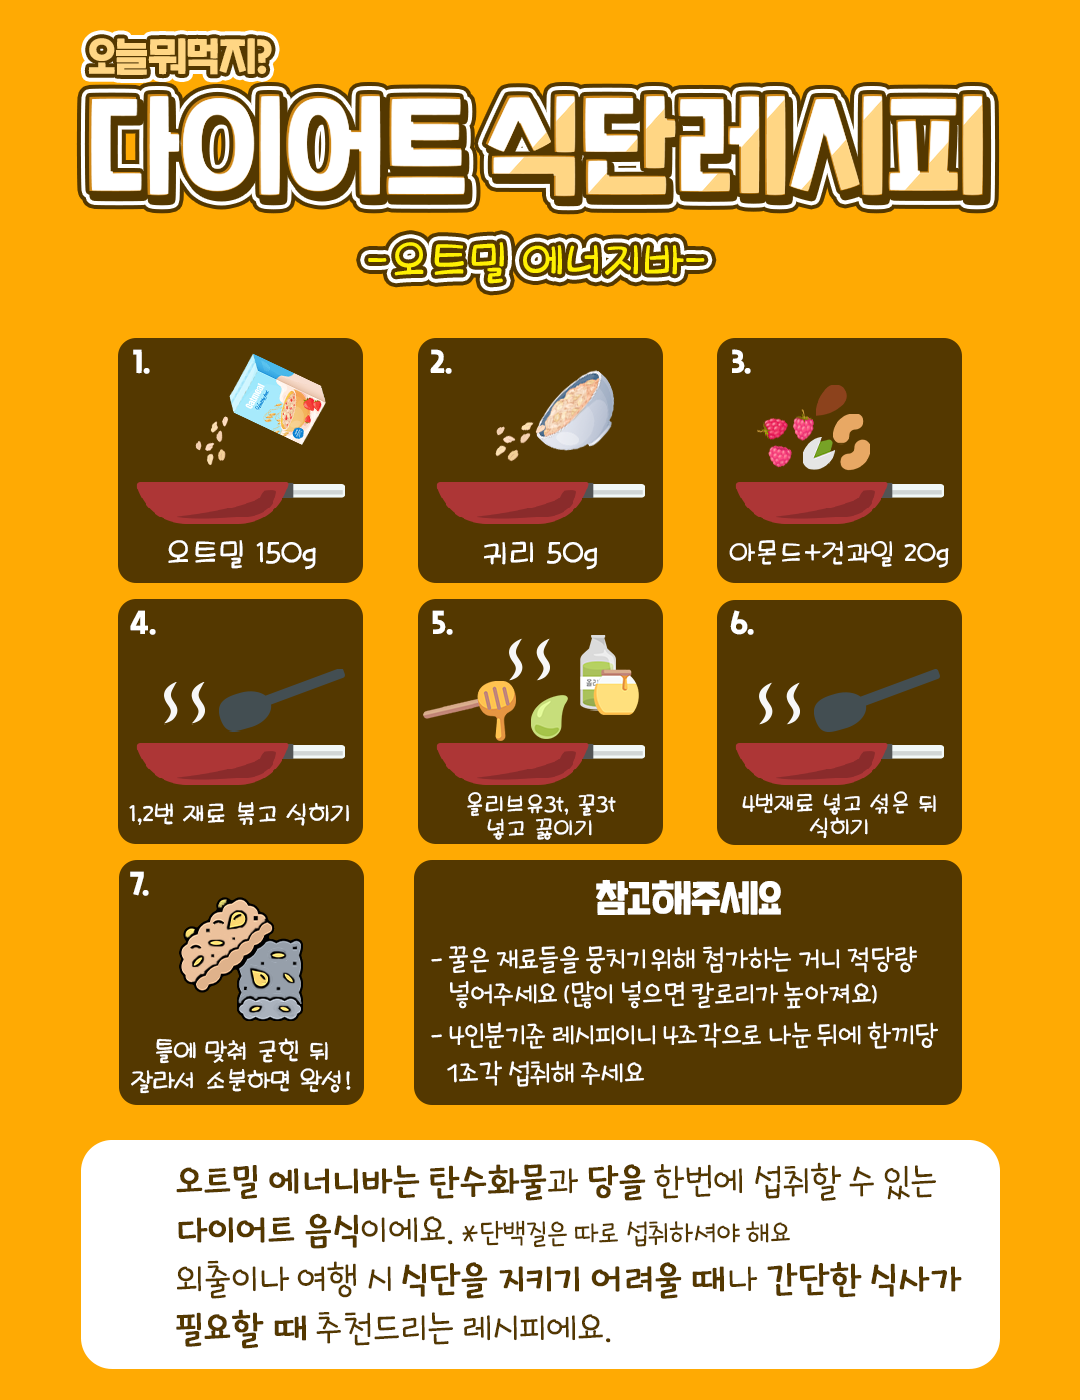 오늘뭐먹지?
다이어트 식단레시피
-오트밀 에너지바-
1.
오트밀 150g
2.
귀리 50g
3.
아몬드+건과일 20g
4.
1,2번 재료 볶고 식히기
5.
올리브유3t, 꿀3t
넣고 끓이기
6.
4번재료 넣고 섞은 뒤
식히기
7.
틀에 맞춰 굳힌 뒤
잘라서 소분하면 완성!
참고해주세요
- 꿀은 재료들을 뭉치기 위해 첨가하는 거니 적당량
넣어주세요 (많이 넣으면 칼로리가 높아져요)
- 4인분기준 레시피이니 4조각으로 나눈 뒤에 한끼당
1조각 섭취해 주세요
오트밀 에너니바는 탄수화물과 당을 한번에 섭취할 수 있는
다이어트 음식이에요. *단백질은 따로 섭취하셔야 해요
외출이나 여행 시 식단을 지키기 어려울 때나 간단한 식사가
필요할 때 추천드리는 레시피에요.